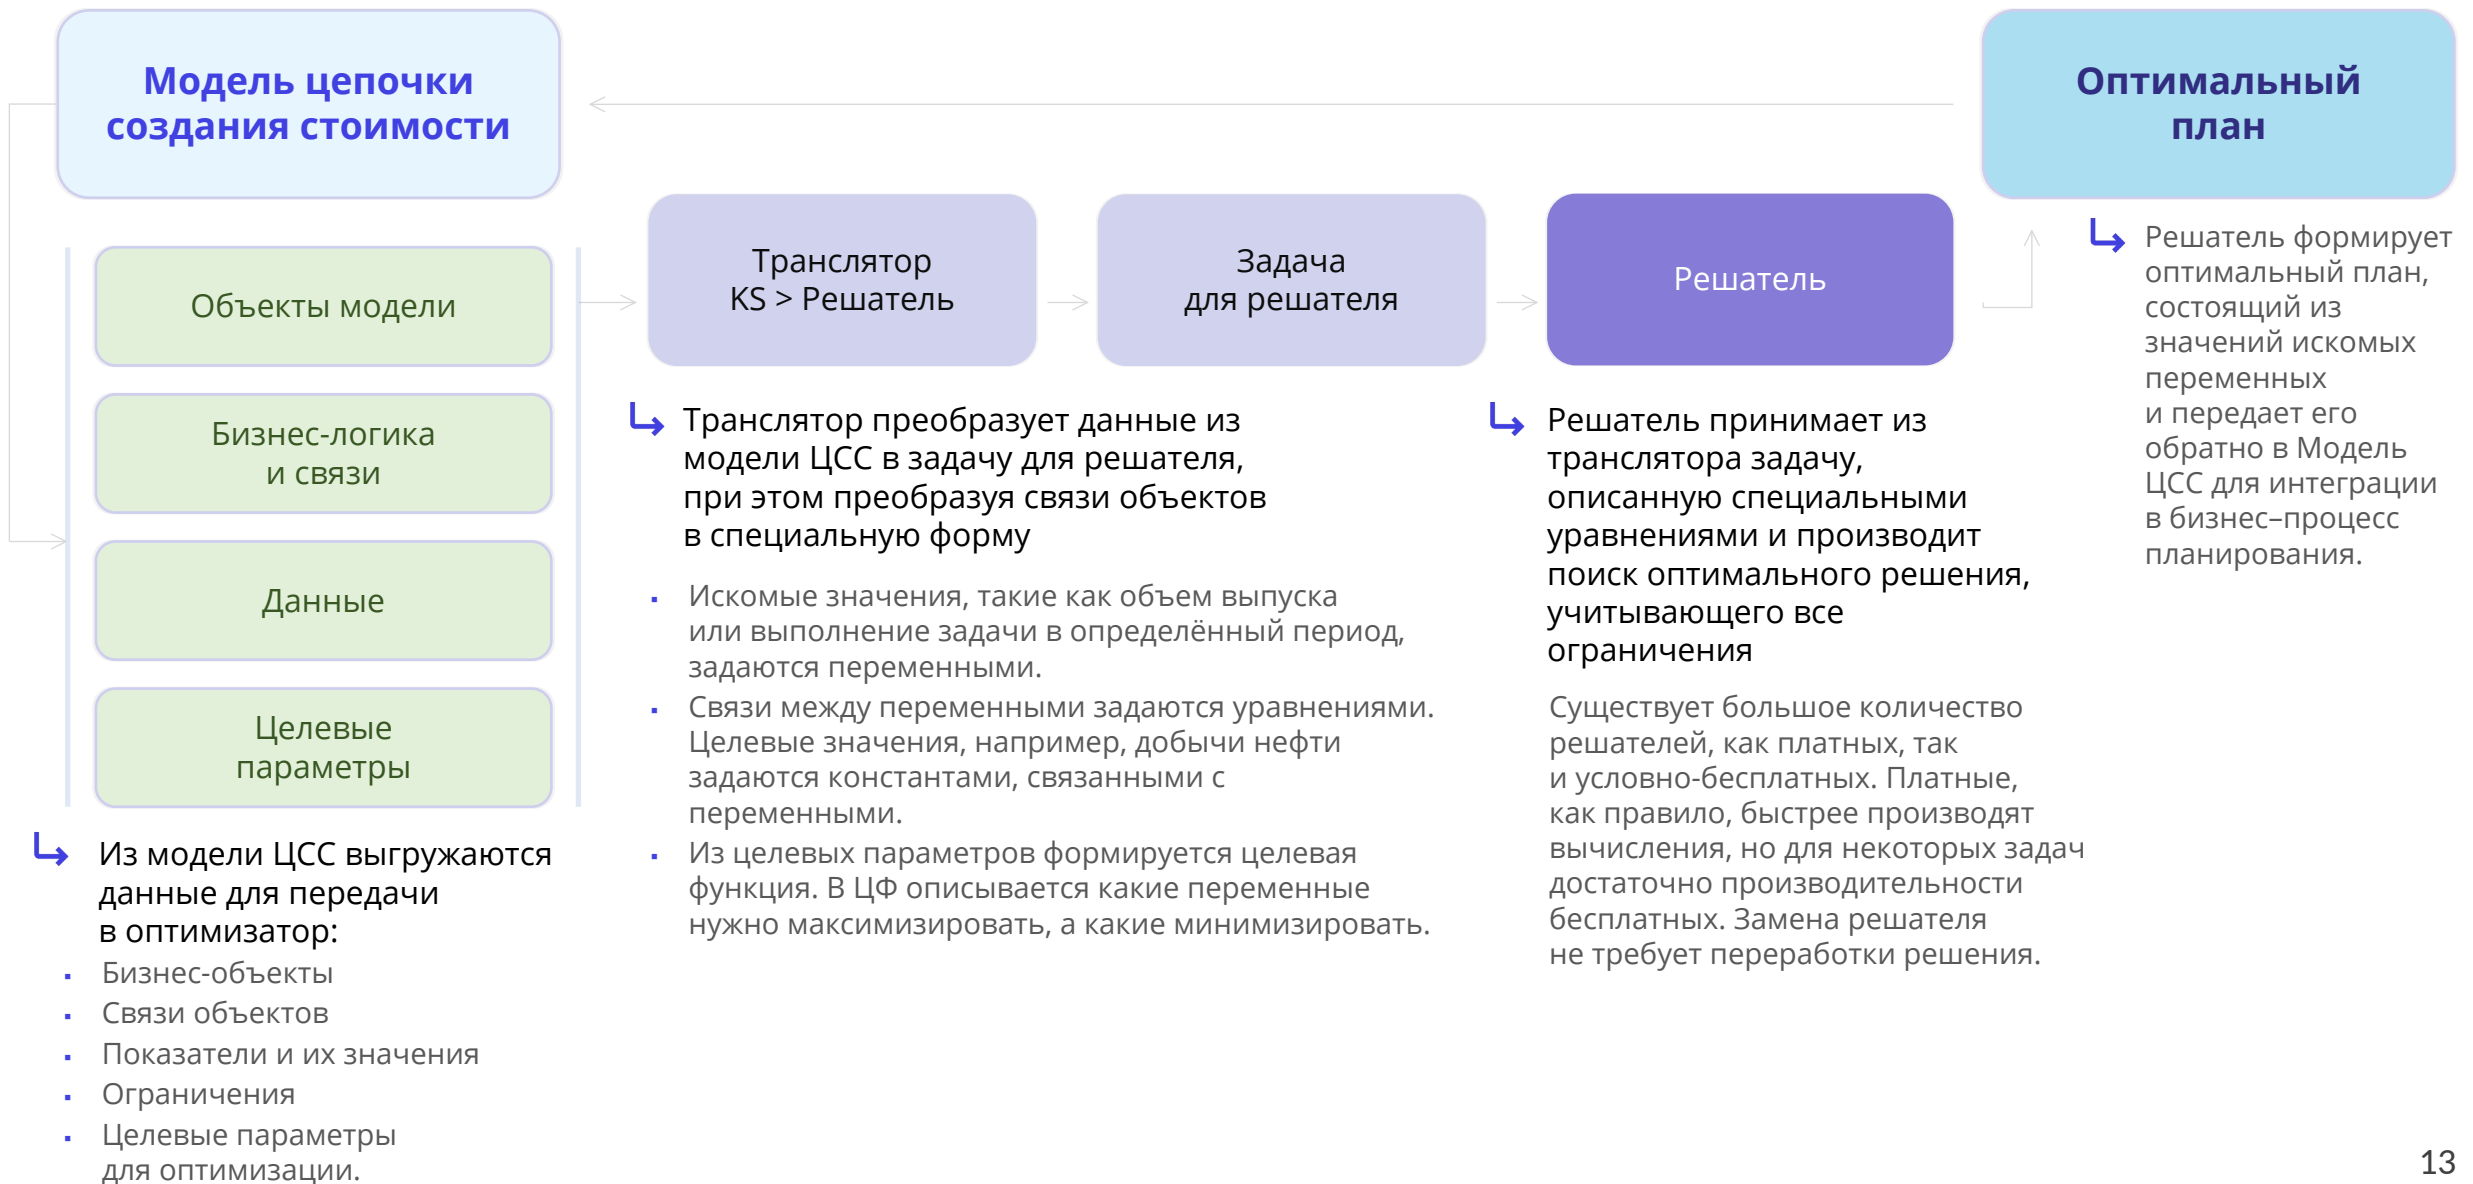 Модель цепочки
создания стоимости
Оптимальный
план
Объекты модели
Бизнес-логика
и связи
Данные
Целевые
параметры
Транслятор
KS > Решатель
Задача
для решателя
Решатель
Из модели ЦСС выгружаются
данные для передачи
в оптимизатор:
▪ Бизнес-объекты
▪ Связи объектов
▪ Показатели и их значения
▪ Ограничения
▪ Целевые параметры
для оптимизации.
Транслятор преобразует данные из
модели ЦСС в задачу для решателя,
при этом преобразуя связи объектов
в специальную форму
▪ Искомые значения, такие как объем выпуска
или выполнение задачи в определённый период,
задаются переменными.
▪ Связи между переменными задаются уравнениями.
Целевые значения, например, добычи нефти
задаются константами, связанными с
переменными.
▪ Из целевых параметров формируется целевая
функция. В ЦФ описывается какие переменные
нужно максимизировать, а какие минимизировать.
Решатель принимает из
транслятора задачу,
описанную специальными
уравнениями и производит
поиск оптимального решения,
учитывающего все
ограничения
Существует большое количество
решателей, как платных, так
и условно-бесплатных. Платные,
как правило, быстрее производят
вычисления, но для некоторых задач
достаточно производительности
бесплатных. Замена решателя
не требует переработки решения.
Решатель формирует
оптимальный план,
состоящий из
значений искомых
переменных
и передает его
обратно в Модель
ЦСС для интеграции
в бизнес–процесс
планирования.
13